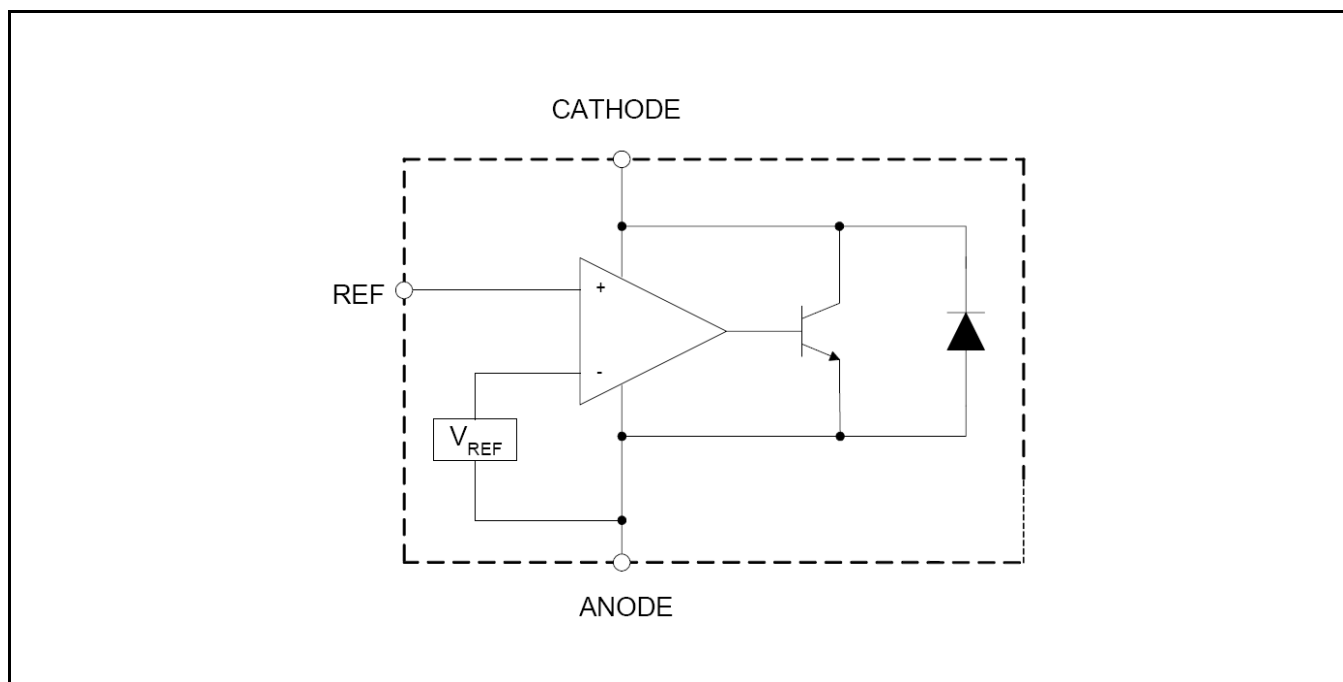 CATHODE
REF
+
-
VREF
ANODE